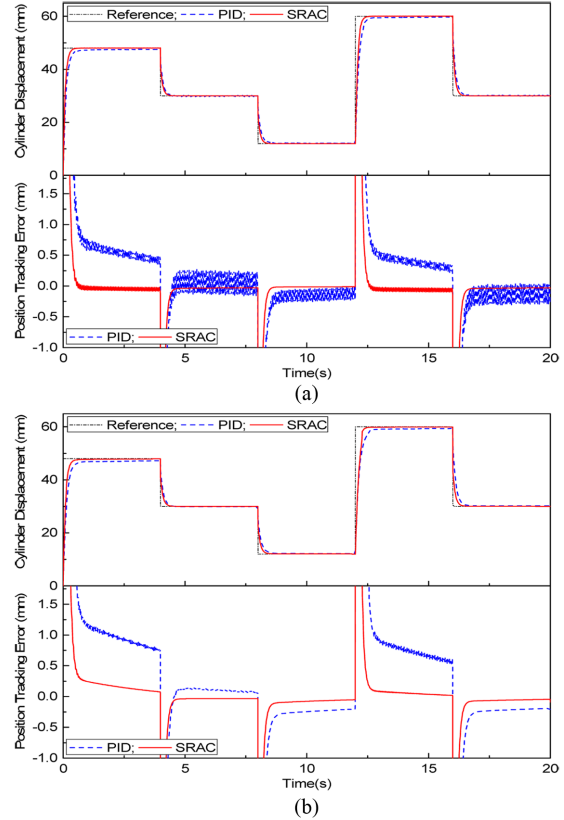 Reference; PID; SRAC
Cylinder Displacement (mm)
60
40
20
0
Position Tracking Error (mm)
1.5
1.0
0.5
0.0
-0.5
-1.0
PID; SRAC
0 5 10 15 20
Time(s)
(a)
Reference; PID; SRAC
Cylinder Displacement (mm)
60
40
20
0
Position Tracking Error (mm)
1.5
1.0
0.5
0.0
-0.5
-1.0
PID; SRAC
0 5 10 15 20
Time(s)
(b)